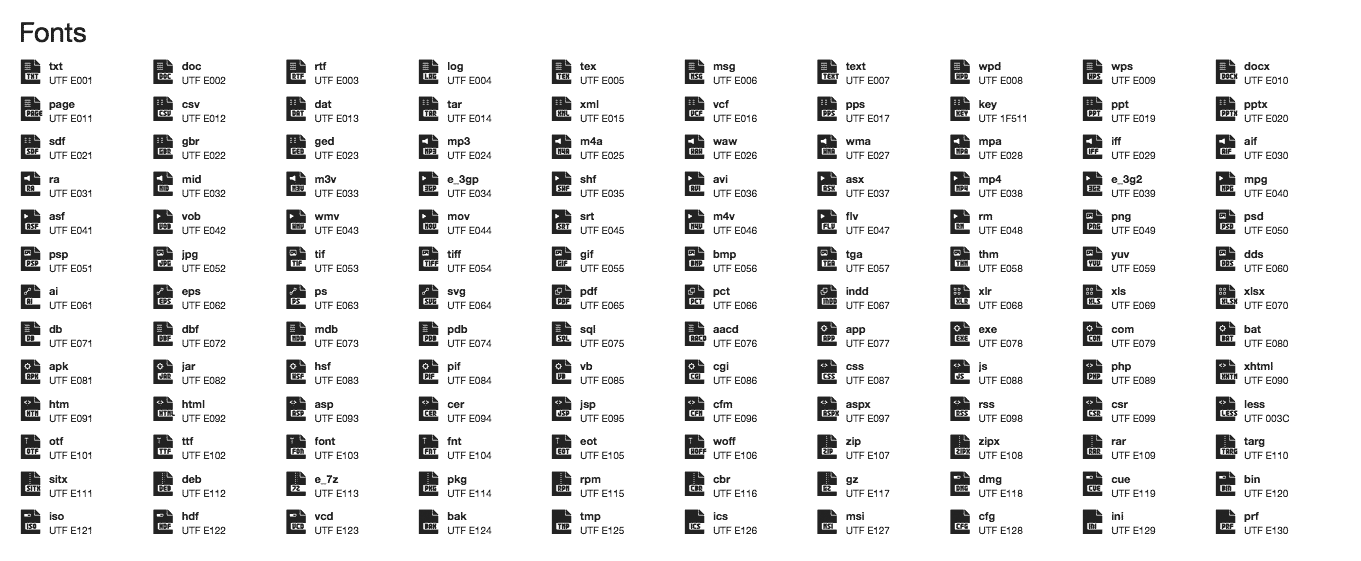 Fonts
txt doc rtf log tex msg text wpd wps docx
UTF E001 UTF E002 UTF E003 UTF E004 UTF E005 UTF E006 UTF E007 UTF E008 UTF E009 UTF E010
page csv dat tar xml vcf pps key ppt pptx
UTF E011 UTF E012 UTF E013 UTF E014 UTF E015 UTF E016 UTF E017 UTF 1F511 UTF E019 UTF E020
sdf gbr ged mp3 m4a waw wma mpa iff aif
UTF E021 UTF E022 UTF E023 UTF E024 UTF E025 UTF E026 UTF E027 UTF E028 UTF E029 UTF E030
ra mid m3v e_3gp shf avi asx mp4 e_3g2 mpg
UTF E031 UTF E032 UTF E033 UTF E034 UTF E035 UTF E036 UTF E037 UTF E038 UTF E039 UTF E040
asf vob wmv mov srt m4v flv rm png psd
UTF E041 UTF E042 UTF E043 UTF E044 UTF E045 UTF E046 UTF E047 UTF E048 UTF E049 UTF E050
psp jpg tif tiff gif bmp tga thm yuv dds
UTF E051 UTF E052 UTF E053 UTF E054 UTF E055 UTF E056 UTF E057 UTF E058 UTF E059 UTF E060
ai eps ps svg pdf pct indd xlr xls xlsx
UTF E061 UTF E062 UTF E063 UTF E064 UTF E065 UTF E066 UTF E067 UTF E068 UTF E069 UTF E070
db dbf mdb pdb sql aacd app exe com bat
UTF E071 UTF E072 UTF E073 UTF E074 UTF E075 UTF E076 UTF E077 UTF E078 UTF E079 UTF E080
apk jar hsf pif vb cgi css js php xhtml
UTF E081 UTF E082 UTF E083 UTF E084 UTF E085 UTF E086 UTF E087 UTF E088 UTF E089 UTF E090
htm html asp cer jsp cfm aspx rss csr less
UTF E091 UTF E092 UTF E093 UTF E094 UTF E095 UTF E096 UTF E097 UTF E098 UTF E099 UTF 003C
otf ttf font fnt eot woff zip zipx rar targ
UTF E101 UTF E102 UTF E103 UTF E104 UTF E105 UTF E106 UTF E107 UTF E108 UTF E109 UTF E110
sitx deb e_7z pkg rpm cbr gz dmg cue bin
UTF E111 UTF E112 UTF E113 UTF E114 UTF E115 UTF E116 UTF E117 UTF E118 UTF E119 UTF E120
iso hdf vcd bak tmp ics msi cfg ini prf
UTF E121 UTF E122 UTF E123 UTF E124 UTF E125 UTF E126 UTF E127 UTF E128 UTF E129 UTF E130